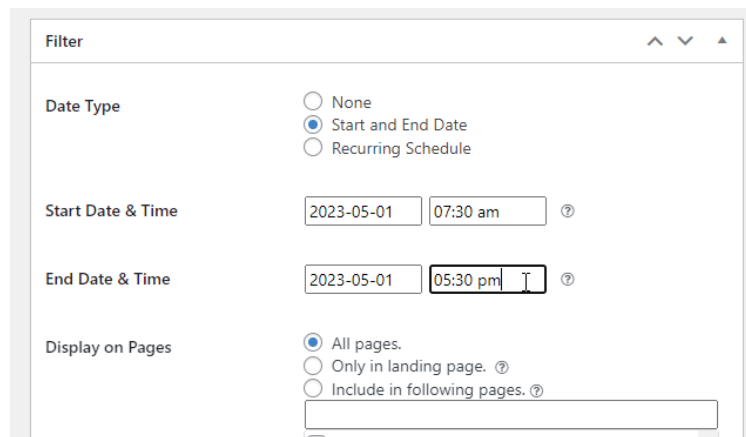 Filter
Date Type
None
Start and End Date
Recurring Schedule
Start Date & Time
2023-05-01 07:30 am
End Date & Time
2023-05-01 05:30 pm
Display on Pages
All pages.
Only in landing page.
Include in following pages.